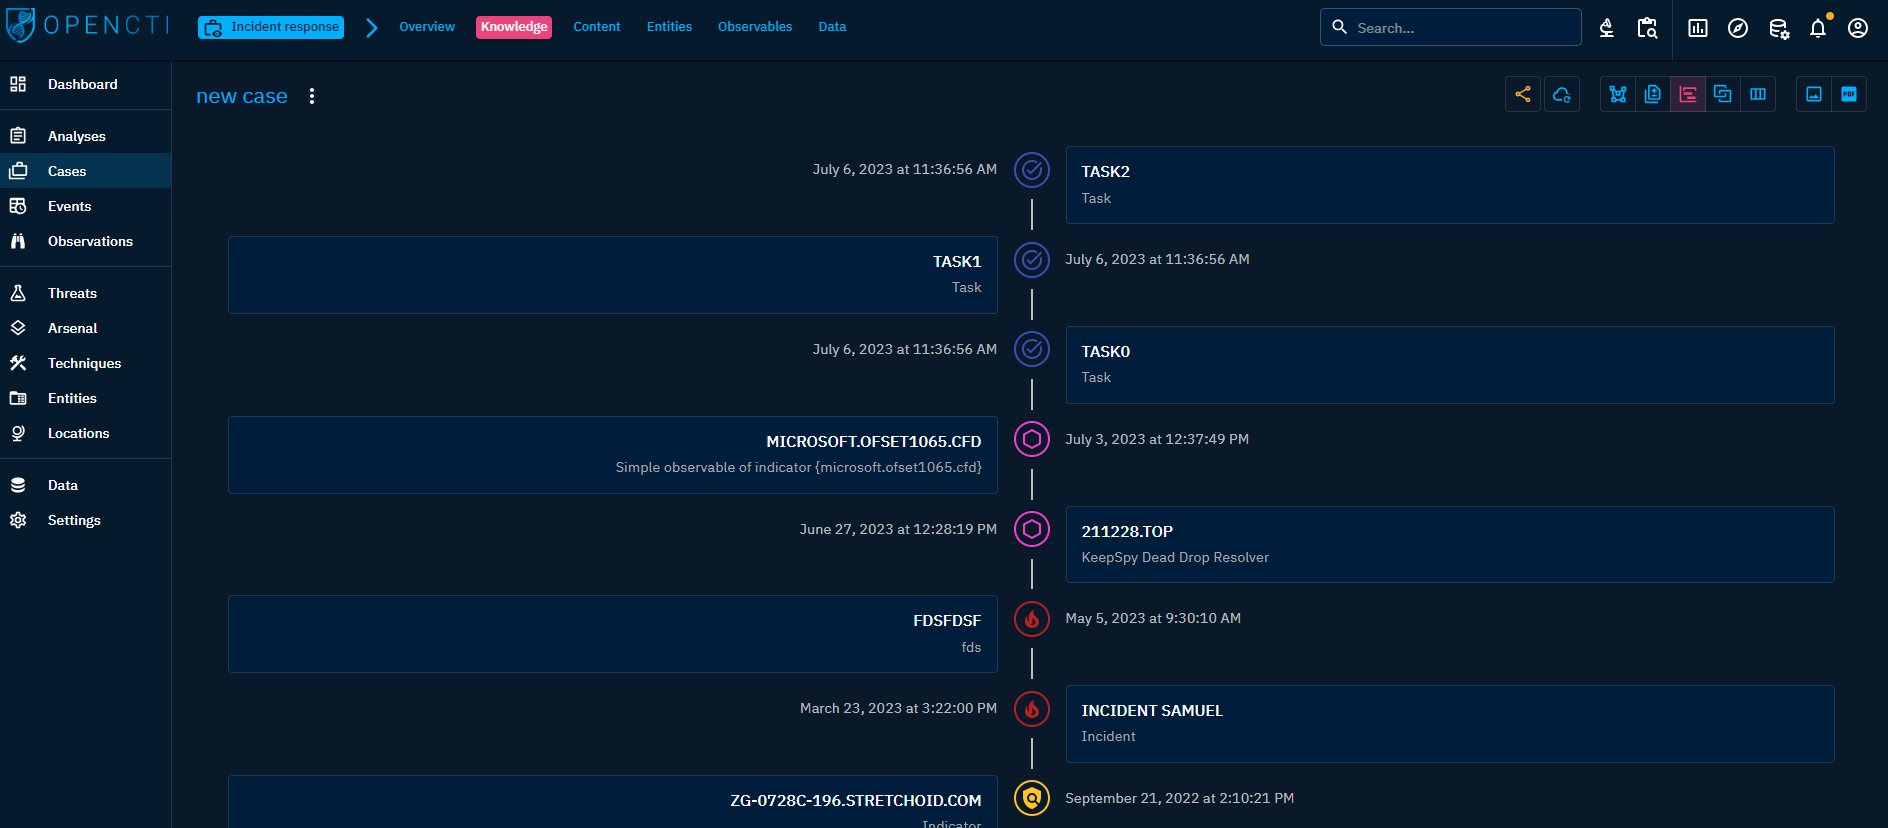 OPENCTI
Incident response
Overview
Knowledge
Content
Entities
Observables
Data
Search...
Dashboard
Analyses
Cases
Events
Observations
Threats
Arsenal
Techniques
Entities
Locations
Data
Settings
new case
PDF
July 6, 2023 at 11:36:56 AM
TASK2
Task
TASK1
Task
July 6, 2023 at 11:36:56 AM
July 6, 2023 at 11:36:56 AM
TASK0
Task
MICROSOFT.OFSET1065.CFD
Simple observable of indicator {microsoft.ofset1065.cfd}
July 3, 2023 at 12:37:49 PM
June 27, 2023 at 12:28:19 PM
211228.TOP
KeepSpy Dead Drop Resolver
FDSFDSF
fds
May 5, 2023 at 9:30:10 AM
March 23, 2023 at 3:22:00 PM
INCIDENT SAMUEL
Incident
ZG-0728C-196.STRETCHOID.COM
Indicator
September 21, 2022 at 2:10:21 PM